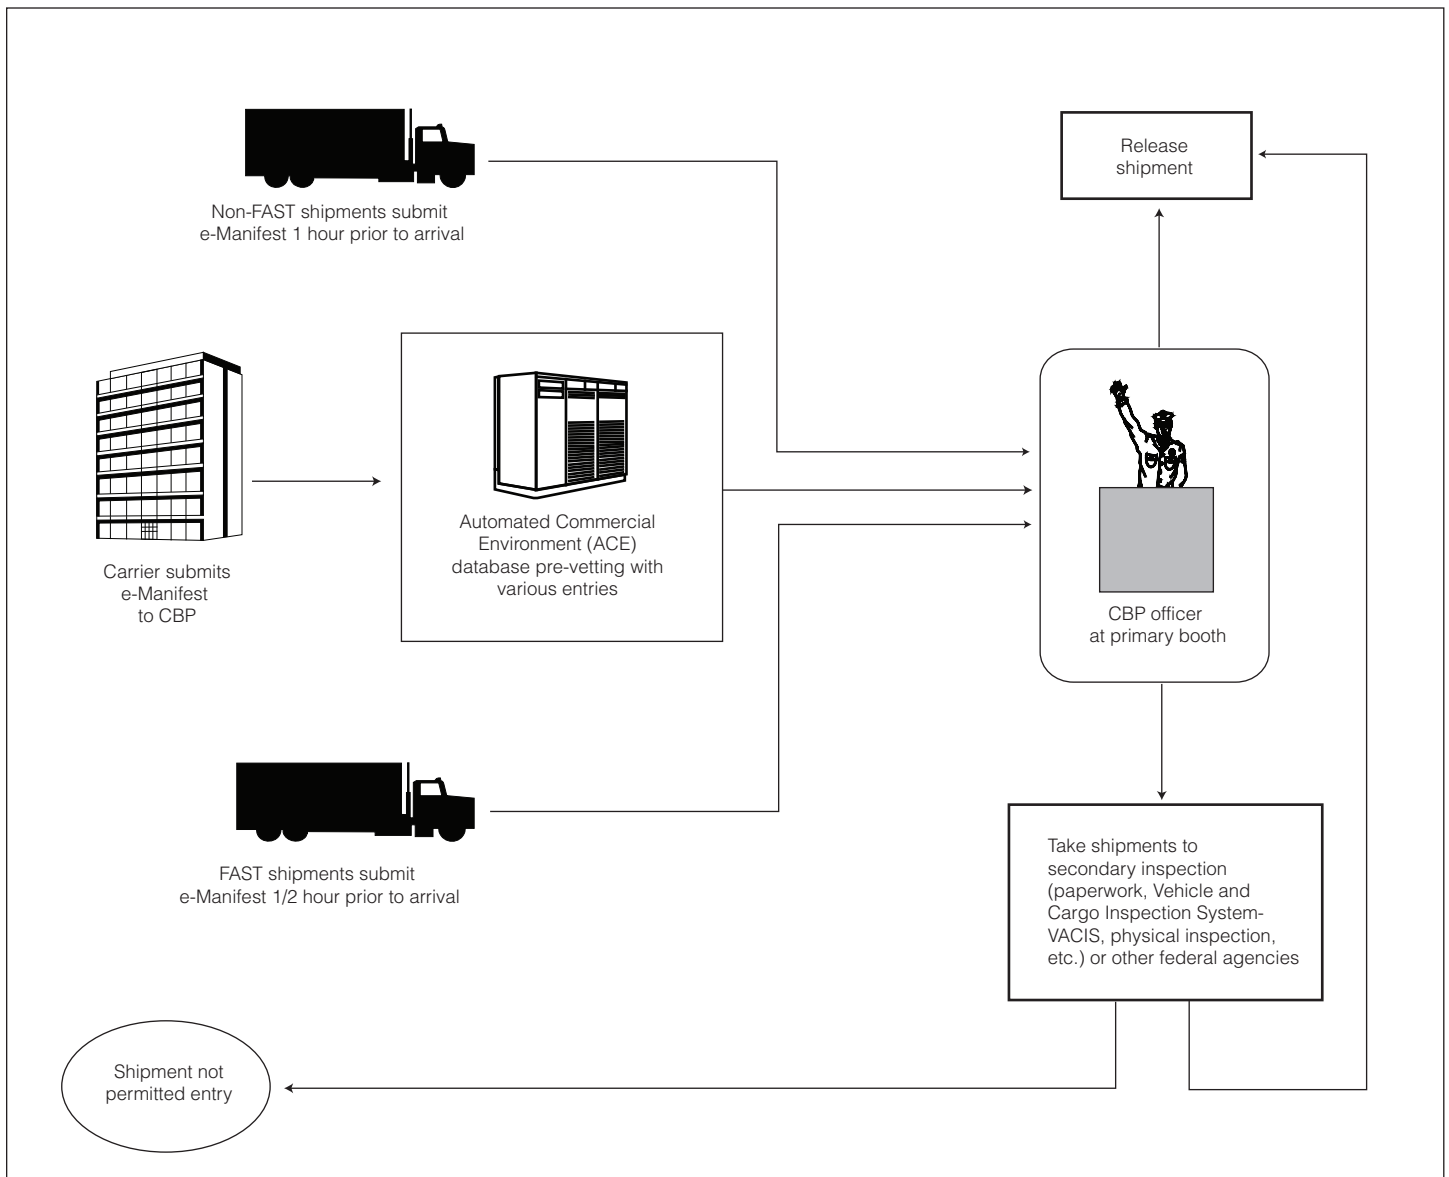 Non-FAST shipments submit
e-Manifest 1 hour prior to arrival
Release
shipment
Carrier submits
e-Manifest
to CBP
Automated Commercial
Environment (ACE)
database pre-vetting with
various entries
CBP officer
at primary booth
FAST shipments submit
e-Manifest 1/2 hour prior to arrival
Take shipments to
secondary inspection
(paperwork, Vehicle and
Cargo Inspection System-
VACIS, physical inspection,
etc.) or other federal agencies
Shipment not
permitted entry